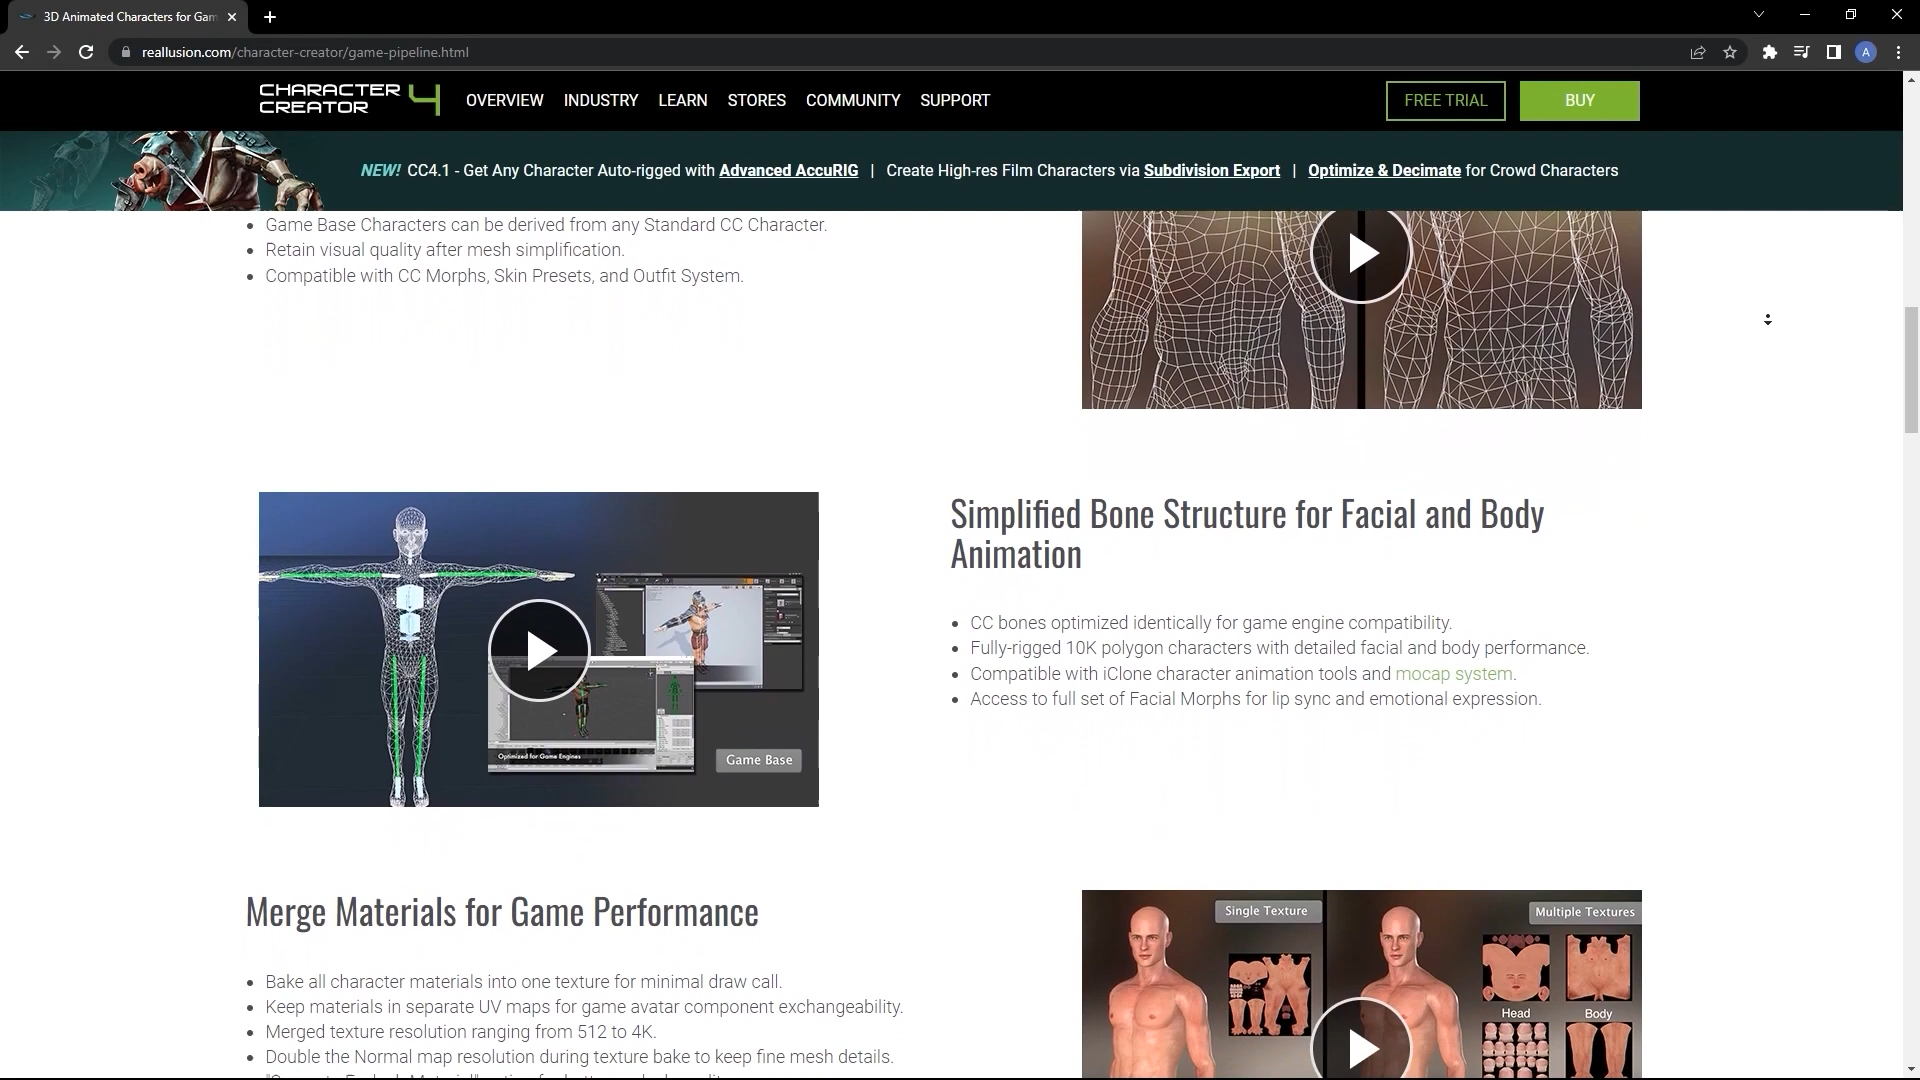 3D Animated Characters for Gam
reallusion.com/character-creator/game-pipeline.html
A
CHARACTER CREATOR 4
OVERVIEW INDUSTRY LEARN STORES COMMUNITY SUPPORT
FREE TRIAL
BUY
NEW! CC4.1 - Get Any Character Auto-rigged with Advanced AccuRIG | Create High-res Film Characters via Subdivision Export | Optimize & Decimate for Crowd Characters
Game Base Characters can be derived from any Standard CC Character.
Retain visual quality after mesh simplification.
Compatible with CC Morphs, Skin Presets, and Outfit System.
Optimized for Game Engines
Game Base
Simplified Bone Structure for Facial and Body
Animation
CC bones optimized identically for game engine compatibility.
Fully-rigged 10K polygon characters with detailed facial and body performance.
Compatible with iClone character animation tools and mocap system.
Access to full set of Facial Morphs for lip sync and emotional expression.
Merge Materials for Game Performance
Bake all character materials into one texture for minimal draw call.
Keep materials in separate UV maps for game avatar component exchangeability.
Merged texture resolution ranging from 512 to 4K.
Double the Normal map resolution during texture bake to keep fine mesh details.
Single Texture
Multiple Textures
Head
Body